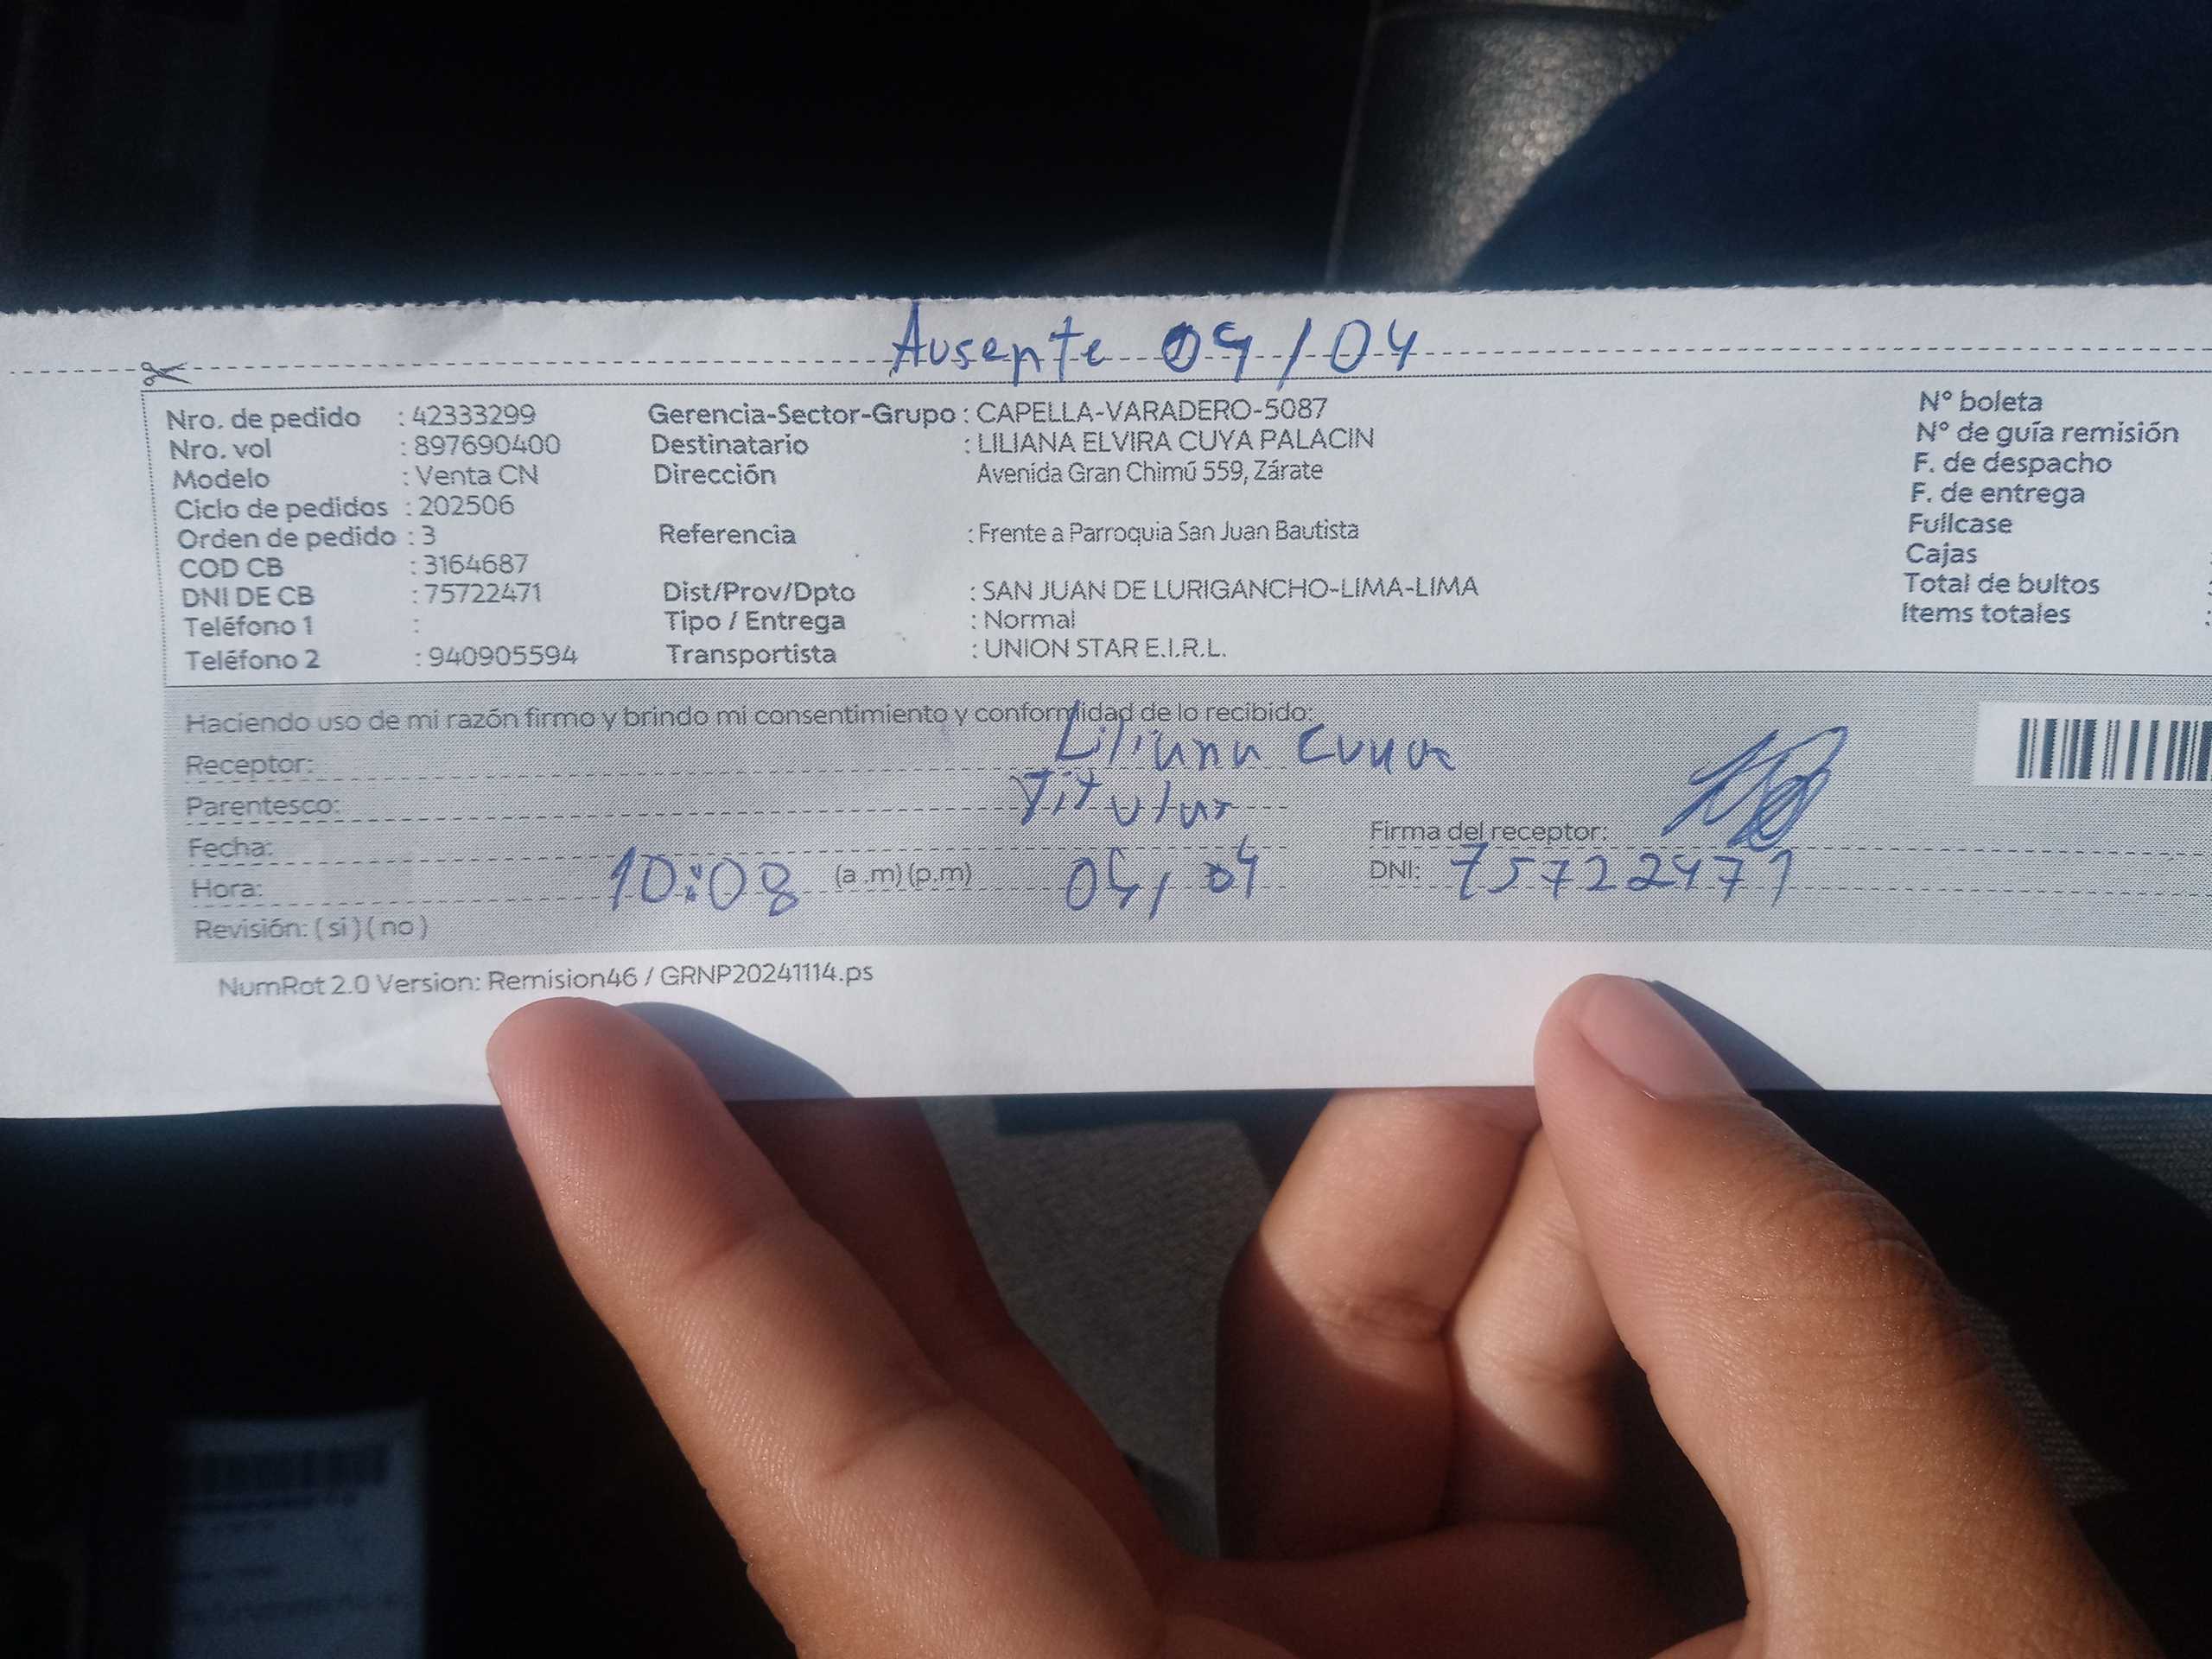 Ausente 04/04
Nro. de pedido : 42333299
Nro. vol : 897690400
Modelo : Venta CN
Ciclo de pedidos : 202506
Orden de pedido : 3
COD CB : 3164687
DNI DE CB : 75722471
Teléfono 1 :
Teléfono 2 : 940905594
Gerencia-Sector-Grupo : CAPELLA-VARADERO-5087
Destinatario : LILIANA ELVIRA CUYA PALACIN
Dirección Avenida Gran Chimú 559, Zárate
Referencia : Frente a Parroquia San Juan Bautista
Dist/Prov/Dpto : SAN JUAN DE LURIGANCHO-LIMA-LIMA
Tipo / Entrega : Normal
Transportista : UNION STAR E.I.R.L.
N° boleta
N° de guía remisión
F. de despacho
F. de entrega
Fullcase
Cajas
Total de bultos :
Items totales :
Haciendo uso de mi razón firmo y brindo mi consentimiento y conformidad de lo recibido:
Receptor: Liliana Cuya
Parentesco: Titular
Fecha:
Hora: 10:08 (a .m) (p.m) 04/04
Revisión: ( si ) ( no )
Firma del receptor:
DNI: 75722471
NumRot 2.0 Version: Remision46 / GRNP20241114.ps